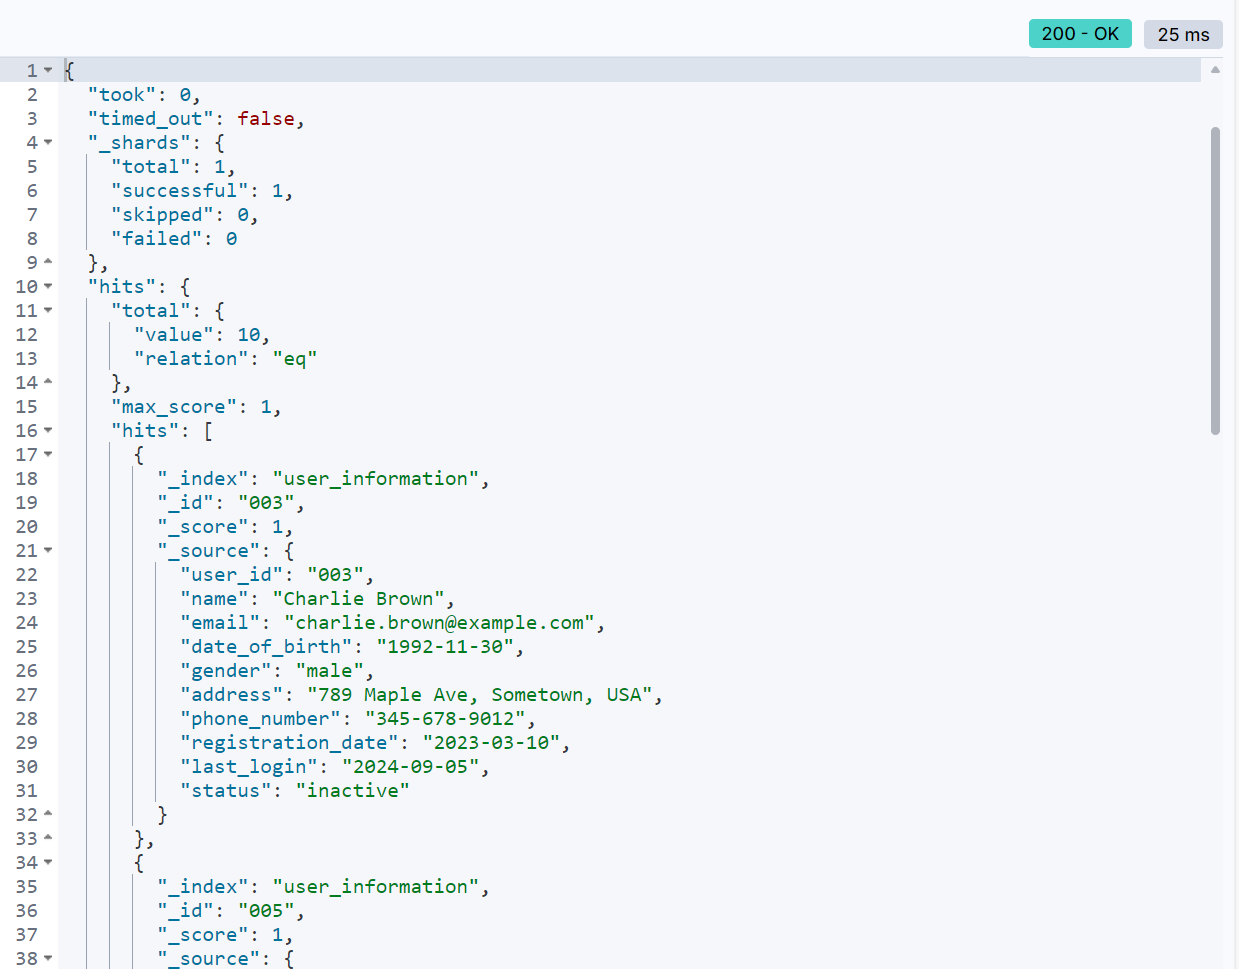 200 - OK 25 ms
1 {
2 "took": 0,
3 "timed_out": false,
4 "_shards": {
5 "total": 1,
6 "successful": 1,
7 "skipped": 0,
8 "failed": 0
9 },
10 "hits": {
11 "total": {
12 "value": 10,
13 "relation": "eq"
14 },
15 "max_score": 1,
16 "hits": [
17 {
18 "_index": "user_information",
19 "_id": "003",
20 "_score": 1,
21 "_source": {
22 "user_id": "003",
23 "name": "Charlie Brown",
24 "email": "charlie.brown@example.com",
25 "date_of_birth": "1992-11-30",
26 "gender": "male",
27 "address": "789 Maple Ave, Sometown, USA",
28 "phone_number": "345-678-9012",
29 "registration_date": "2023-03-10",
30 "last_login": "2024-09-05",
31 "status": "inactive"
32 }
33 },
34 {
35 "_index": "user_information",
36 "_id": "005",
37 "_score": 1,
38 "_source": {